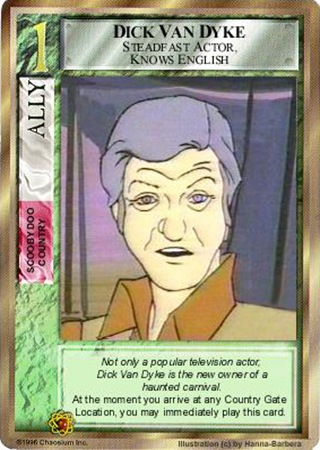 1
DICK VAN DYKE
STEADFAST ACTOR,
KNOWS ENGLISH
ALLY
SCOOBYDOO
COUNTRY
Not only a popular television actor,
Dick Van Dyke is the new owner of a
haunted carnival.
At the moment you arrive at any Country Gate
Location, you may immediately play this card.
©1996 Chaosium Inc.
Illustration (c) by Hanna-Barbera